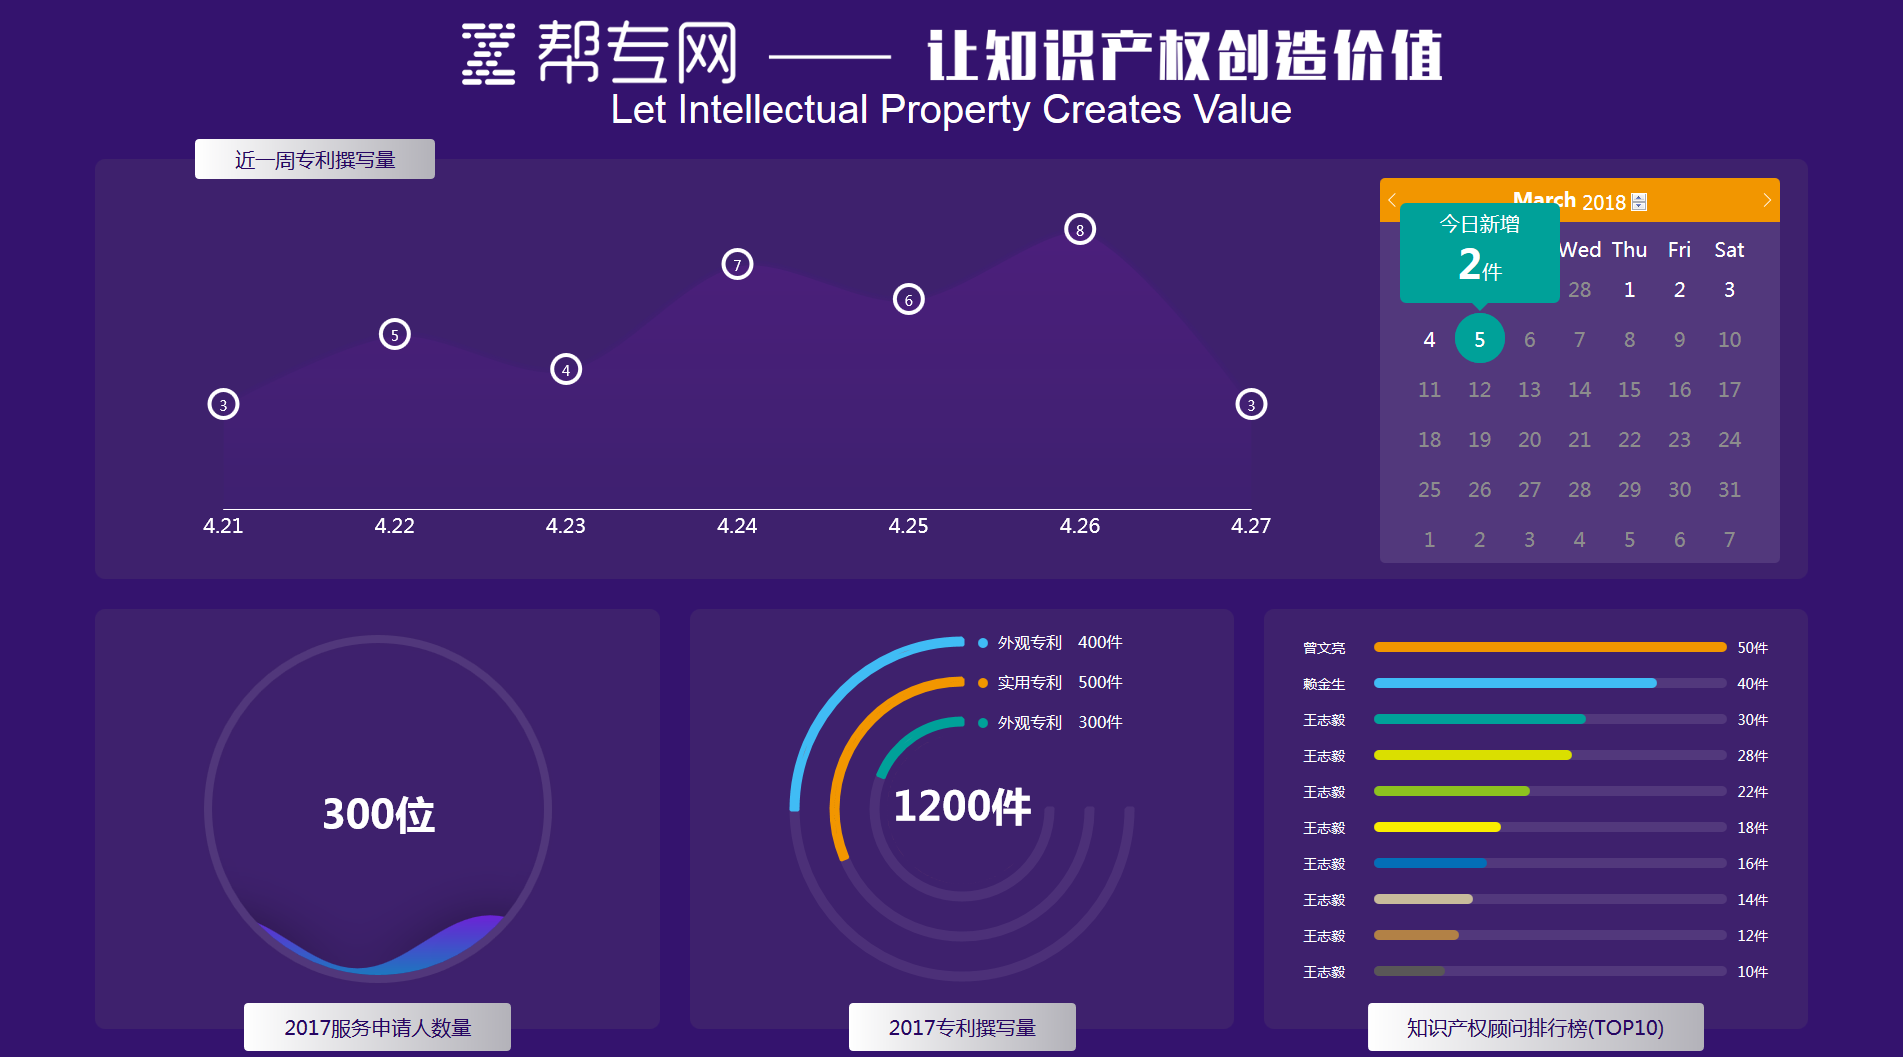 帮专网 —— 让知识产权创造价值
Let Intellectual Property Creates Value
近一周专利撰写量
3
5
4
7
6
8
3
4.21 4.22 4.23 4.24 4.25 4.26 4.27
March 2018
今日新增
2件
Wed Thu Fri Sat
28 1 2 3
4 5 6 7 8 9 10
11 12 13 14 15 16 17
18 19 20 21 22 23 24
25 26 27 28 29 30 31
1 2 3 4 5 6 7
300位
2017服务申请人数量
外观专利 400件
实用专利 500件
外观专利 300件
1200件
2017专利撰写量
曾文亮 50件
赖金生 40件
王志毅 30件
王志毅 28件
王志毅 22件
王志毅 18件
王志毅 16件
王志毅 14件
王志毅 12件
王志毅 10件
知识产权顾问排行榜(TOP10)